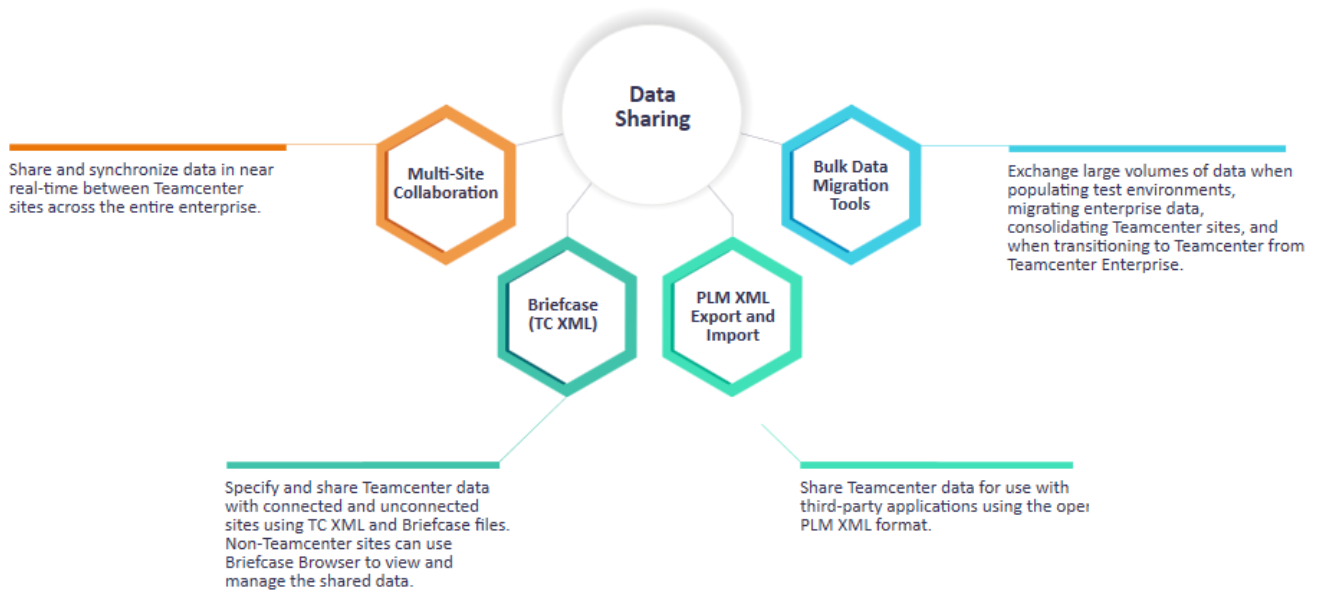 Data
Sharing
Multi-Site
Collaboration
Share and synchronize data in near
real-time between Teamcenter
sites across the entire enterprise.
Bulk Data
Migration
Tools
Exchange large volumes of data when
populating test environments,
migrating enterprise data,
consolidating Teamcenter sites, and
when transitioning to Teamcenter from
Teamcenter Enterprise.
Briefcase
(TC XML)
Specify and share Teamcenter data
with connected and unconnected
sites using TC XML and Briefcase files.
Non-Teamcenter sites can use
Briefcase Browser to view and
manage the shared data.
PLM XML
Export and
Import
Share Teamcenter data for use with
third-party applications using the open
PLM XML format.